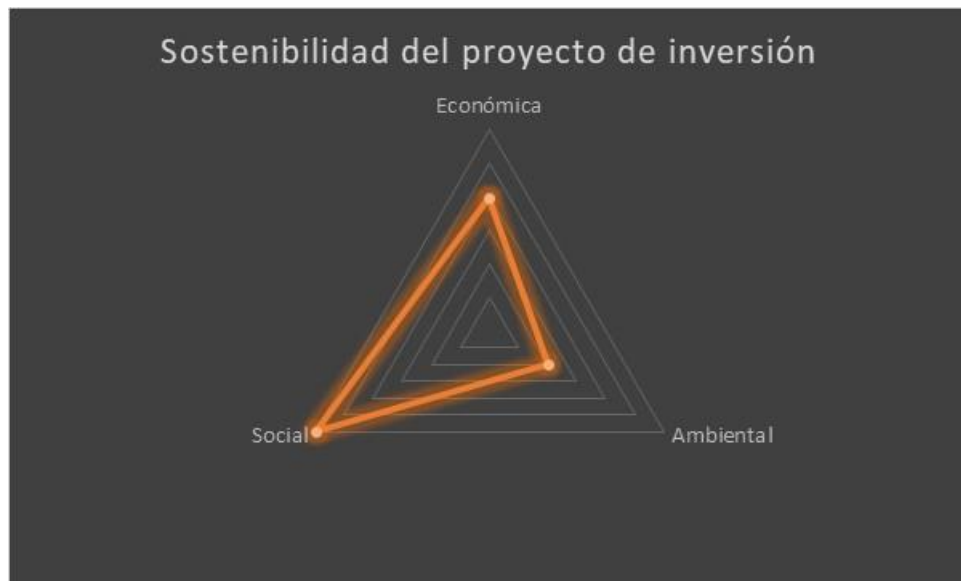 Sostenibilidad del proyecto de inversión
Económica
Social
Ambiental